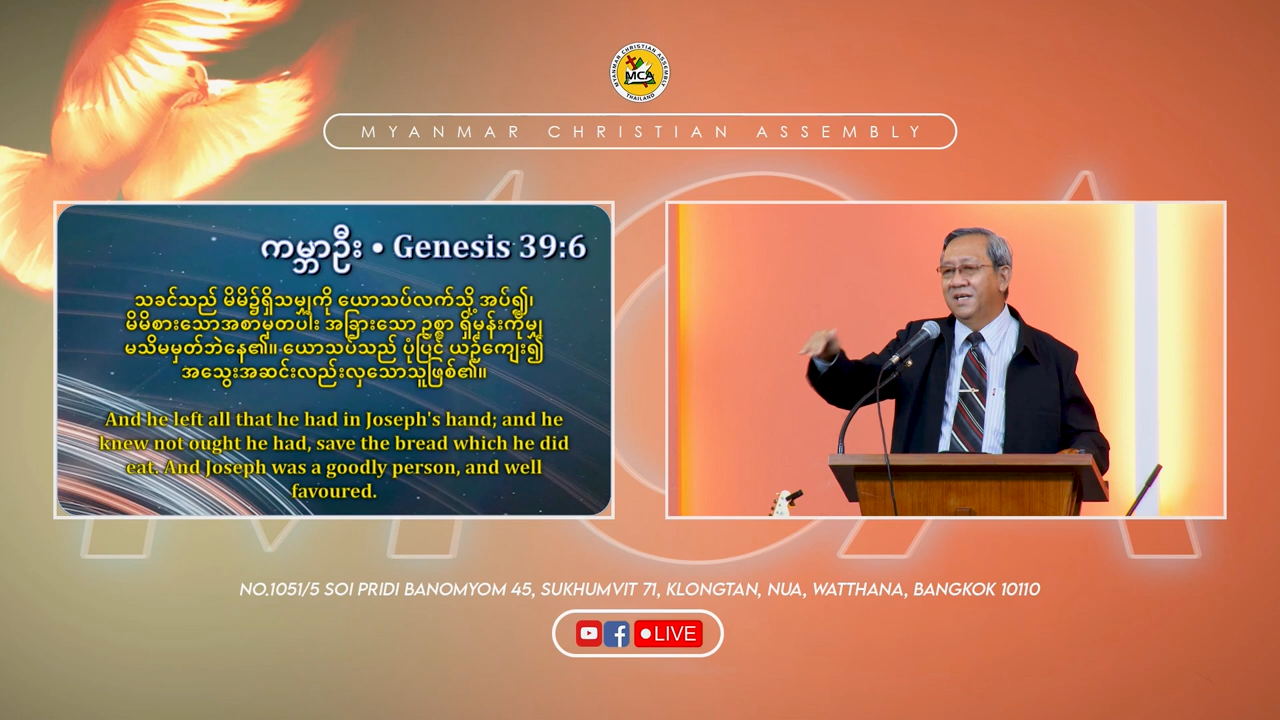 MYANMAR CHRISTIAN ASSEMBLY
MCA
THAILAND
MYANMAR CHRISTIAN ASSEMBLY
MCA
ကမ္ဘာဦး • Genesis 39:6
သခင်သည် မိမိ၌ရှိသမျှကို ယောသပ်လက်သို့ အပ်၍၊
မိမိစားသောအစာမှတပါး အခြားသော ဥစ္စာ ရှိမှန်းကိုမျှ
မသိမမှတ်ဘဲနေ၏။ ယောသပ်သည် ပုံပြင် ယဉ်ကျေး၍
အသွေးအဆင်းလည်းလှသောသူဖြစ်၏။
And he left all that he had in Joseph's hand; and he
knew not ought he had, save the bread which he did
eat. And Joseph was a goodly person, and well
favoured.
NO.1051/5 SOI PRIDI BANOMYOM 45, SUKHUMVIT 71, KLONGTAN, NUA, WATTHANA, BANGKOK 10110
LIVE